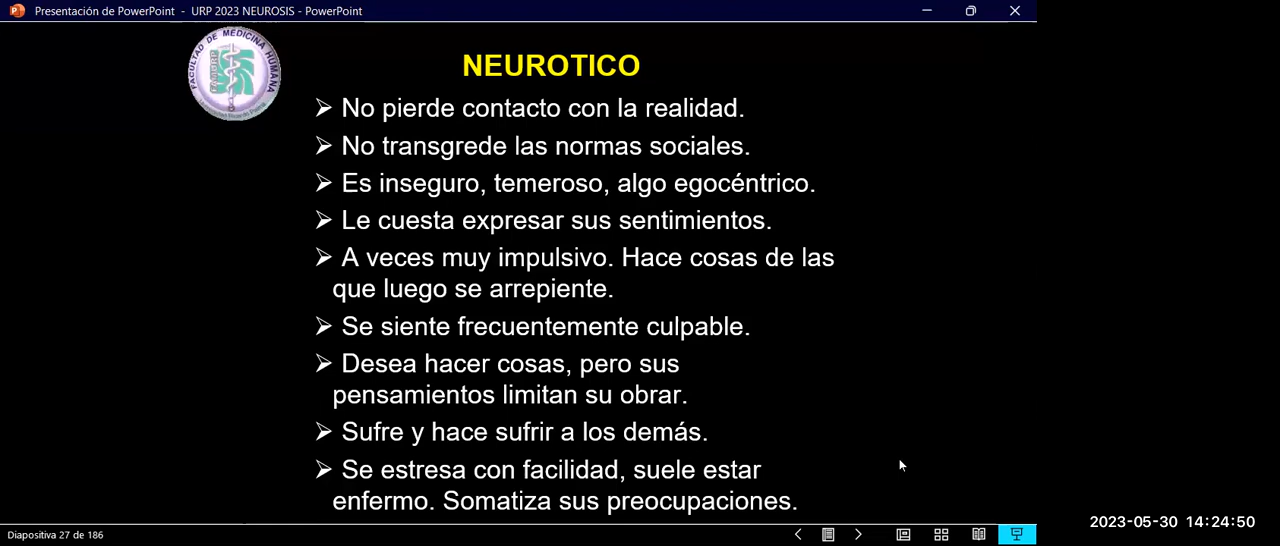 Presentación de PowerPoint - URP 2023 NEUROSIS - PowerPoint
FACULTAD DE MEDICINA HUMANA
NEUROTICO
➢ No pierde contacto con la realidad.
➢ No transgrede las normas sociales.
➢ Es inseguro, temeroso, algo egocéntrico.
➢ Le cuesta expresar sus sentimientos.
➢ A veces muy impulsivo. Hace cosas de las
que luego se arrepiente.
➢ Se siente frecuentemente culpable.
➢ Desea hacer cosas, pero sus
pensamientos limitan su obrar.
➢ Sufre y hace sufrir a los demás.
➢ Se estresa con facilidad, suele estar
enfermo. Somatiza sus preocupaciones.
Diapositiva 27 de 186
2023-05-30 14:24:50